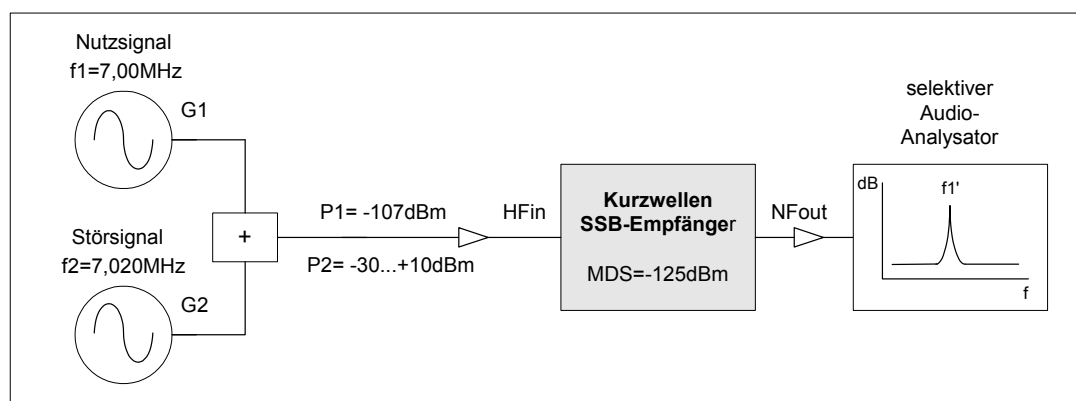 Nutzsignal
f1=7,00MHz
G1
Störsignal
f2=7,020MHz
G2
+
P1= -107dBm
P2= -30...+10dBm
HFin
Kurzwellen
SSB-Empfänger
MDS=-125dBm
NFout
selektiver
Audio-
Analysator
dB
f1'
f